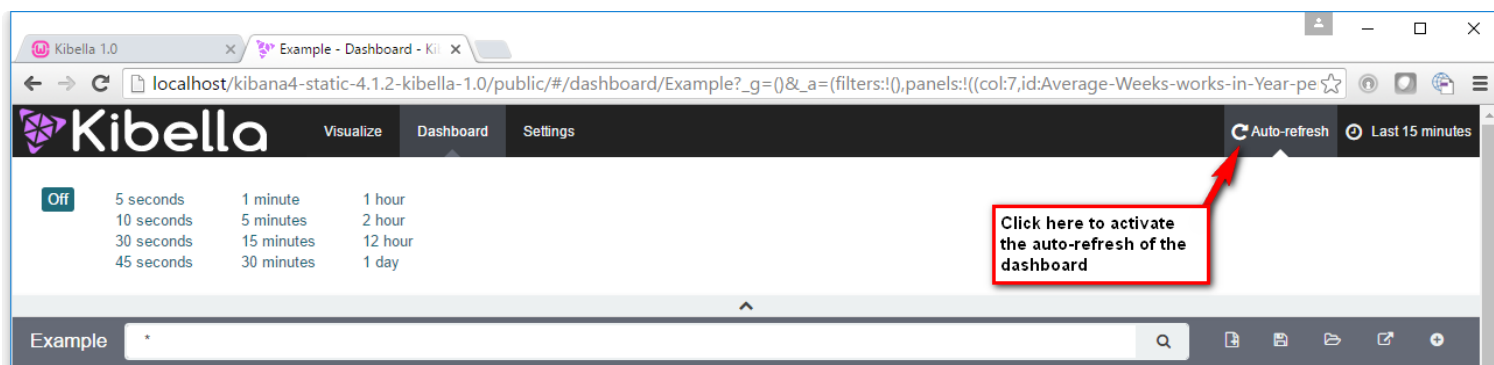 Kibella 1.0
Example - Dashboard - Ki
localhost/kibana4-static-4.1.2-kibella-1.0/public/#/dashboard/Example?_g=()&_a=(filters:!(),panels:!((col:7,id:Average-Weeks-works-in-Year-pe
Kibella Visualize Dashboard Settings Auto-refresh Last 15 minutes
Off 5 seconds 1 minute 1 hour
10 seconds 5 minutes 2 hour
30 seconds 15 minutes 12 hour
45 seconds 30 minutes 1 day
Click here to activate
the auto-refresh of the
dashboard
Example *